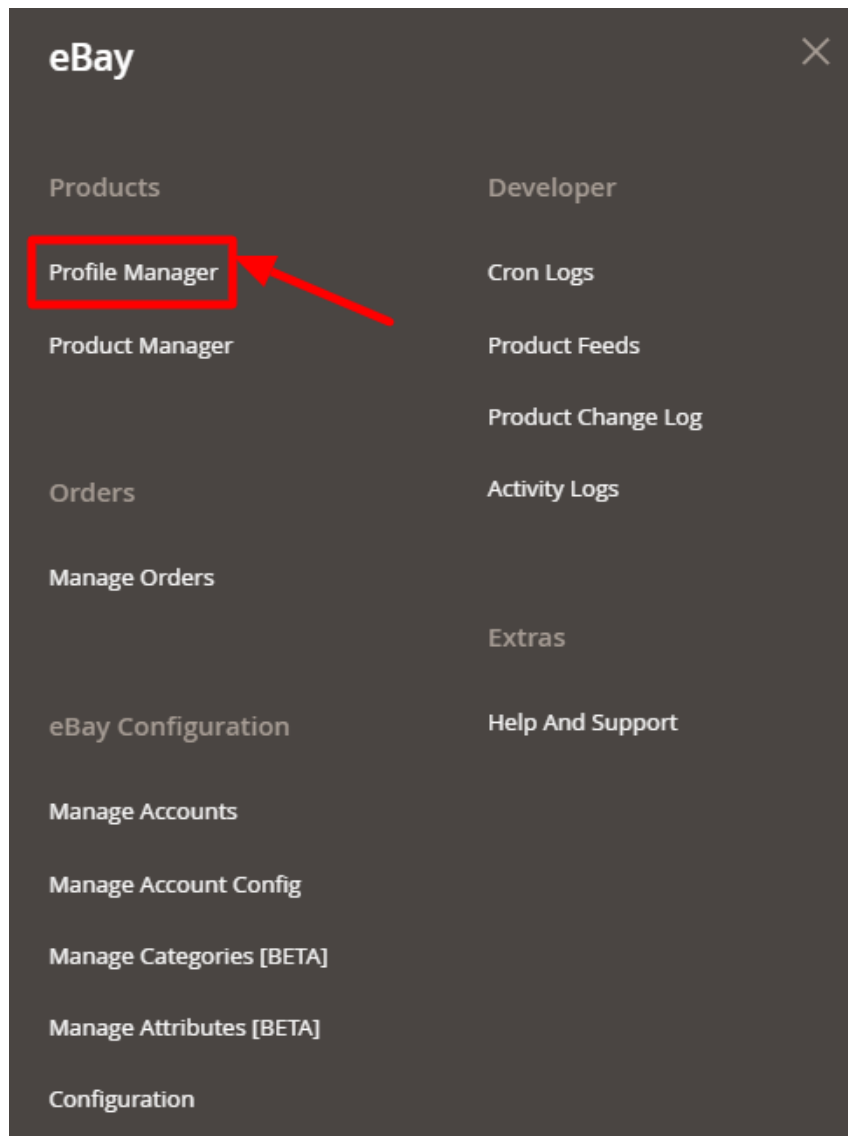 eBay
Products
Profile Manager
Product Manager
Orders
Manage Orders
eBay Configuration
Manage Accounts
Manage Account Config
Manage Categories [BETA]
Manage Attributes [BETA]
Configuration
Developer
Cron Logs
Product Feeds
Product Change Log
Activity Logs
Extras
Help And Support